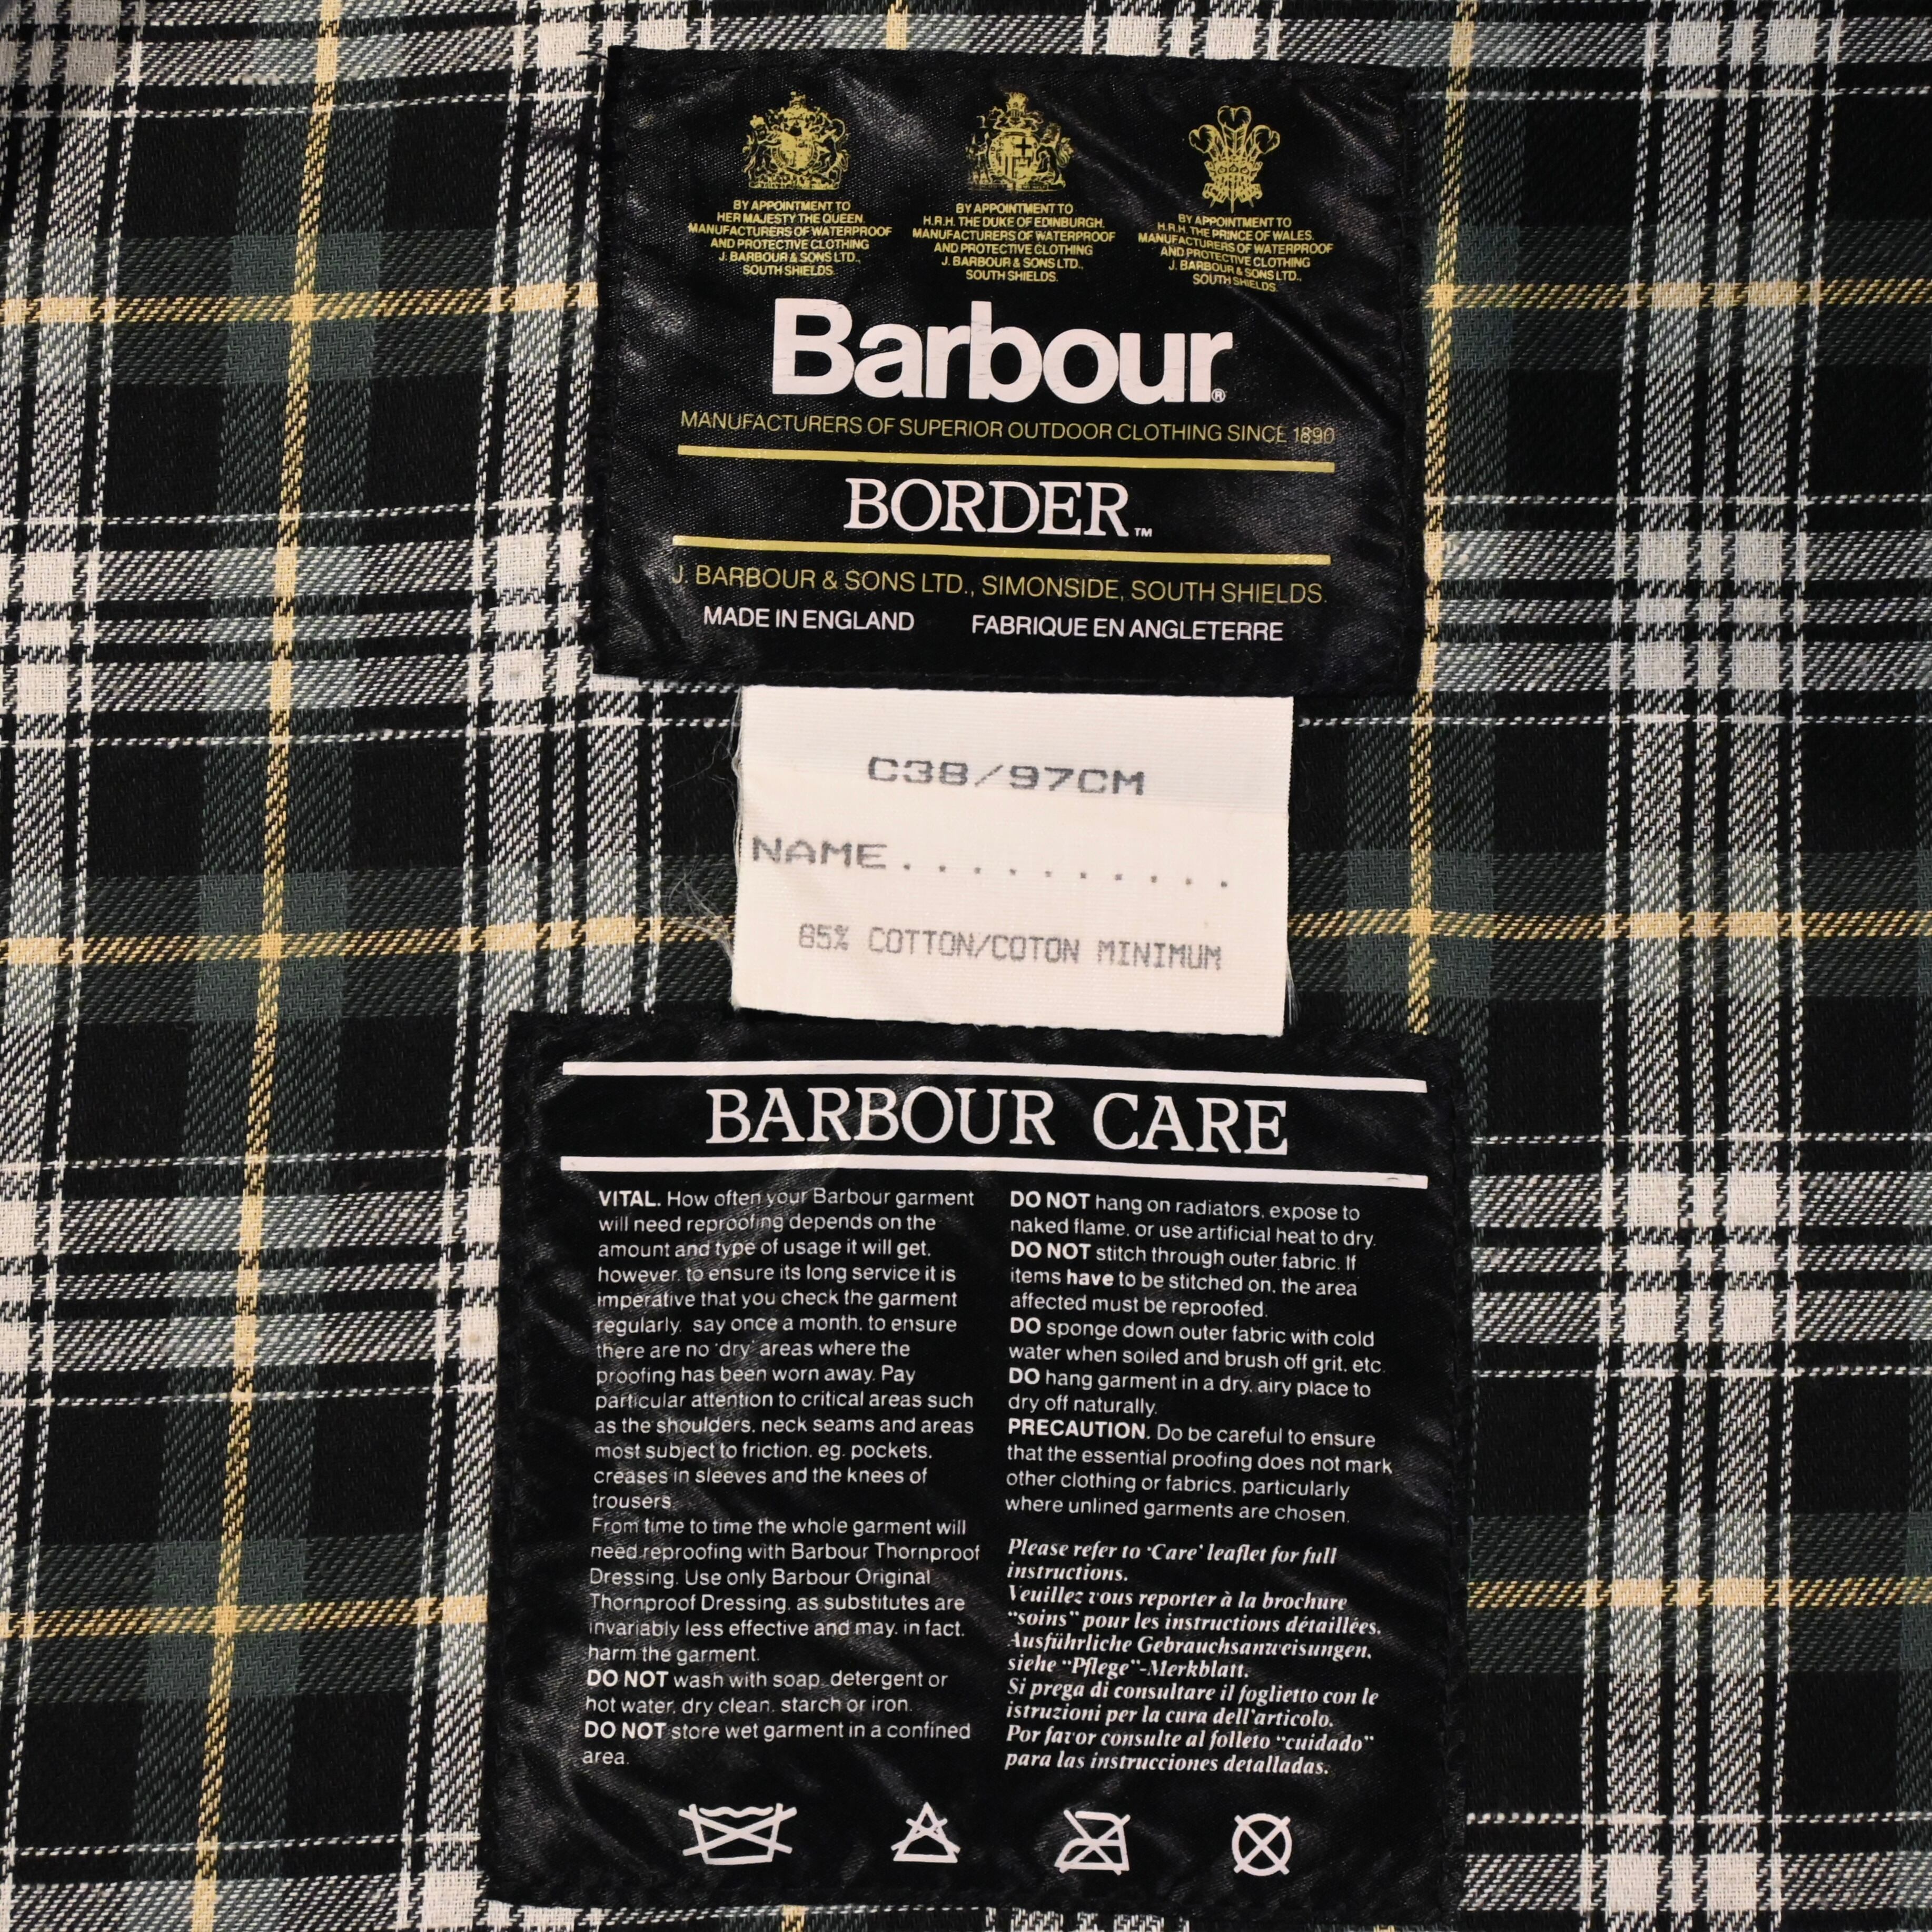 BY APPOINTMENT TO
HER MAJESTY THE QUEEN.
MANUFACTURERS OF WATERPROOF
AND PROTECTIVE CLOTHING
J. BARBOUR & SONS LTD.,
SOUTH SHIELDS.
BY APPOINTMENT TO
H.R.H. THE DUKE OF EDINBURGH.
MANUFACTURERS OF WATERPROOF
AND PROTECTIVE CLOTHING
J. BARBOUR & SONS LTD.,
SOUTH SHIELDS.
BY APPOINTMENT TO
H.R.H. THE PRINCE OF WALES.
MANUFACTURERS OF WATERPROOF
AND PROTECTIVE CLOTHING
J. BARBOUR & SONS LTD.,
SOUTH SHIELDS.
Barbour®
MANUFACTURERS OF SUPERIOR OUTDOOR CLOTHING SINCE 1890
BORDER™
J. BARBOUR & SONS LTD., SIMONSIDE, SOUTH SHIELDS.
MADE IN ENGLAND FABRIQUE EN ANGLETERRE
C38/97CM
NAME...........
85% COTTON/COTON MINIMUM
BARBOUR CARE
VITAL. How often your Barbour garment
will need reproofing depends on the
amount and type of usage it will get,
however, to ensure its long service it is
imperative that you check the garment
regularly, say once a month, to ensure
there are no 'dry' areas where the
proofing has been worn away. Pay
particular attention to critical areas such
as the shoulders, neck seams and areas
most subject to friction, eg. pockets,
creases in sleeves and the knees of
trousers.
From time to time the whole garment will
need reproofing with Barbour Thornproof
Dressing. Use only Barbour Original
Thornproof Dressing, as substitutes are
invariably less effective and may, in fact,
harm the garment.
DO NOT wash with soap, detergent or
hot water, dry clean, starch or iron.
DO NOT store wet garment in a confined
area.
DO NOT hang on radiators, expose to
naked flame, or use artificial heat to dry.
DO NOT stitch through outer fabric. If
items have to be stitched on, the area
affected must be reproofed.
DO sponge down outer fabric with cold
water when soiled and brush off grit, etc.
DO hang garment in a dry, airy place to
dry off naturally.
PRECAUTION. Do be careful to ensure
that the essential proofing does not mark
other clothing or fabrics, particularly
where unlined garments are chosen.
Please refer to 'Care' leaflet for full
instructions.
Veuillez vous reporter à la brochure
"soins" pour les instructions détaillées.
Ausführliche Gebrauchsanweisungen,
siehe "Pflege"-Merkblatt.
Si prega di consultare il foglietto con le
istruzioni per la cura dell'articolo.
Por favor consulte al folleto "cuidado"
para las instrucciones detalladas.